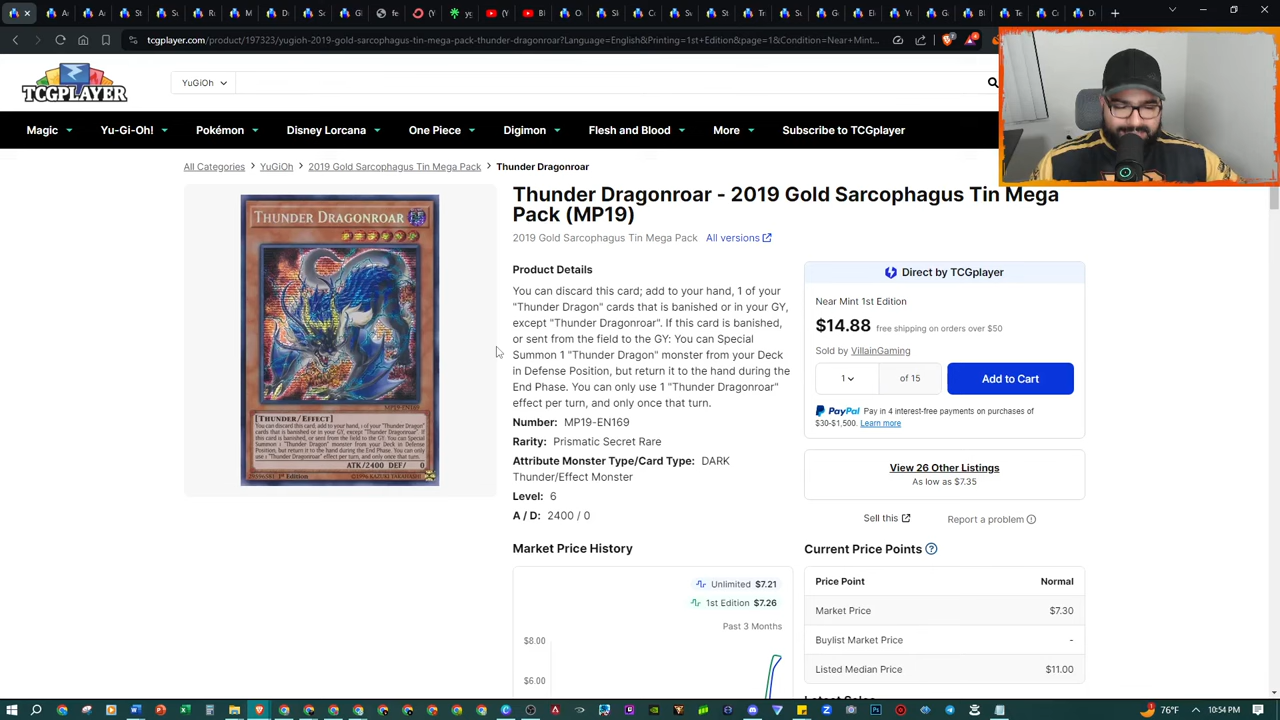 tcgplayer.com/product/197323/yugioh-2019-gold-sarcophagus-tin-mega-pack-thunder-dragonroar?Language=English&Printing=1st+Edition&page=1&Condition=Near+Mint...
TCGPLAYER
YuGiOh
Magic
Yu-Gi-Oh!
Pokémon
Disney Lorcana
One Piece
Digimon
Flesh and Blood
More
Subscribe to TCGplayer
All Categories > YuGiOh > 2019 Gold Sarcophagus Tin Mega Pack > Thunder Dragonroar
THUNDER DRAGONROAR
MP19-EN169
[THUNDER/EFFECT]
ATK/2400 DEF/ 0
1st Edition
©1996 KAZUKI TAKAHASHI
Thunder Dragonroar - 2019 Gold Sarcophagus Tin Mega
Pack (MP19)
2019 Gold Sarcophagus Tin Mega Pack All versions
Product Details
You can discard this card; add to your hand, 1 of your
"Thunder Dragon" cards that is banished or in your GY,
except "Thunder Dragonroar". If this card is banished,
or sent from the field to the GY: You can Special
Summon 1 "Thunder Dragon" monster from your Deck
in Defense Position, but return it to the hand during the
End Phase. You can only use 1 "Thunder Dragonroar"
effect per turn, and only once that turn.
Number: MP19-EN169
Rarity: Prismatic Secret Rare
Attribute Monster Type/Card Type: DARK
Thunder/Effect Monster
Level: 6
A / D: 2400 / 0
Market Price History
Unlimited $7.21
1st Edition $7.26
Past 3 Months
$8.00
$6.00
Direct by TCGplayer
Near Mint 1st Edition
$14.88 free shipping on orders over $50
Sold by VillainGaming
1 of 15
Add to Cart
PayPal Pay in 4 interest-free payments on purchases of
$30-$1,500. Learn more
View 26 Other Listings
As low as $7.35
Sell this
Report a problem
Current Price Points
Price Point Normal
Market Price $7.30
Buylist Market Price -
Listed Median Price $11.00
76°F
10:54 PM